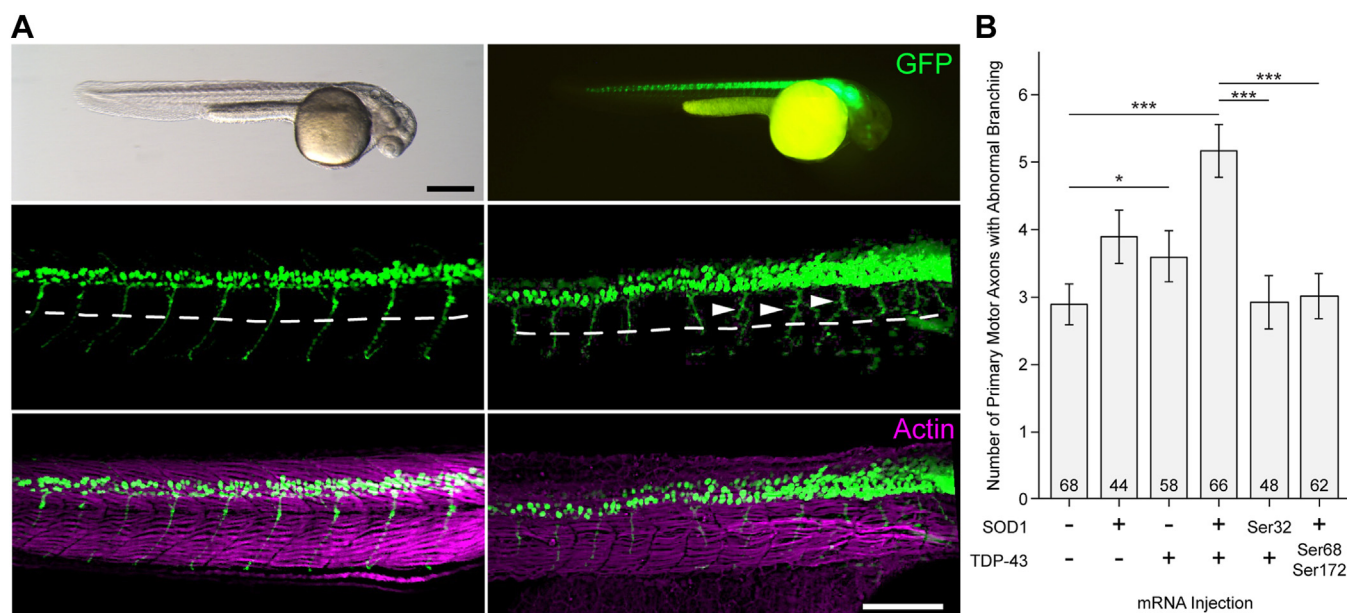 A
GFP
Actin
B
Number of Primary Motor Axons with Abnormal Branching
6
5
4
3
2
1
0
***
***
***
*
68 44 58 66 48 62
SOD1 - + - + Ser32 +
TDP-43 - - + + + Ser68
Ser172
mRNA Injection